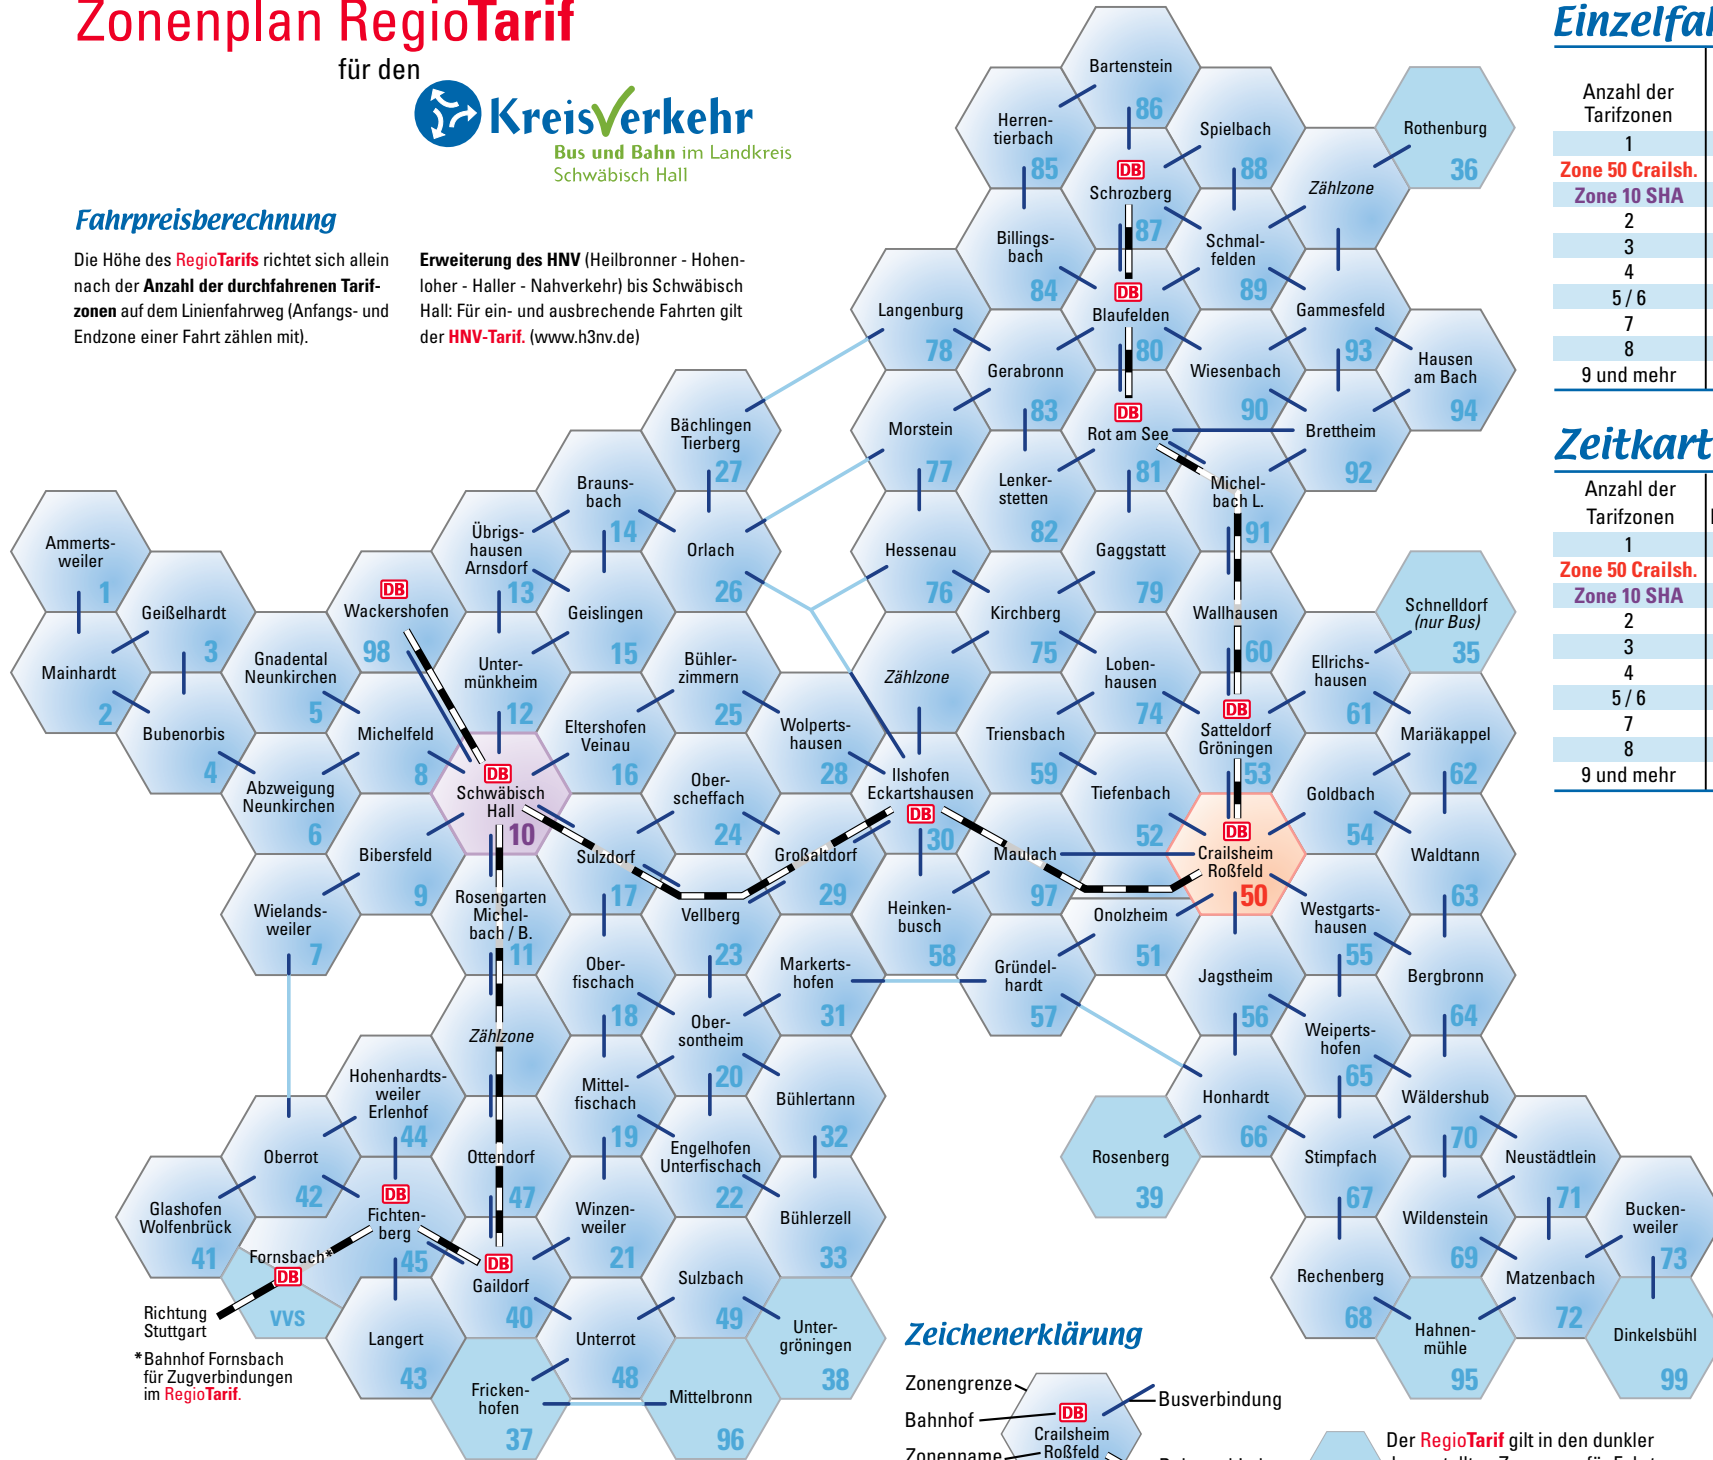 Zonenplan RegioTarif
für den
KreisVerkehr
Bus und Bahn im Landkreis
Schwäbisch Hall
Fahrpreisberechnung
Die Höhe des RegioTarifs richtet sich allein
nach der Anzahl der durchfahrenen Tarif-
zonen auf dem Linienfahrweg (Anfangs- und
Endzone einer Fahrt zählen mit).
Erweiterung des HNV (Heilbronner - Hohen-
loher - Haller - Nahverkehr) bis Schwäbisch
Hall: Für ein- und ausbrechende Fahrten gilt
der HNV-Tarif. (www.h3nv.de)
Einzelfah
Anzahl der
Tarifzonen
1
Zone 50 Crailsh.
Zone 10 SHA
2
3
4
5 / 6
7
8
9 und mehr
Zeitkart
Anzahl der
Tarifzonen
1
Zone 50 Crailsh.
Zone 10 SHA
2
3
4
5 / 6
7
8
9 und mehr
Bartenstein
86
Herren-
tierbach
85
Spielbach
88
Rothenburg
36
DB
Schrozberg
87
Zählzone
Billings-
bach
84
Schmal-
felden
89
Langenburg
78
DB
Blaufelden
80
Gammesfeld
93
Gerabronn
83
Wiesenbach
90
Hausen
am Bach
94
Bächlingen
Tierberg
27
Morstein
77
DB
Rot am See
81
Brettheim
92
Brauns-
bach
14
Lenker-
stetten
82
Michel-
bach L.
91
Ammerts-
weiler
1
Übrigs-
hausen
Arnsdorf
13
Orlach
26
Hessenau
76
Gaggstatt
79
Geißelhardt
3
DB
Wackershofen
98
Geislingen
15
Kirchberg
75
Wallhausen
60
Schnelldorf
(nur Bus)
35
Mainhardt
2
Gnadental
Neunkirchen
5
Unter-
münkheim
12
Bühler-
zimmern
25
Zählzone
Loben-
hausen
74
Ellrichs-
hausen
61
Bubenorbis
4
Michelfeld
8
Eltershofen
Veinau
16
Wolperts-
hausen
28
Triensbach
59
DB
Satteldorf
Gröningen
53
Mariäkappel
62
Abzweigung
Neunkirchen
6
DB
Schwäbisch
Hall
10
Ober-
scheffach
24
Ilshofen
Eckartshausen
DB
30
Tiefenbach
52
Goldbach
54
Bibersfeld
9
Sulzdorf
17
Großaltdorf
29
Maulach
97
DB
Crailsheim
Roßfeld
50
Waldtann
63
Wielands-
weiler
7
Rosengarten
Michel-
bach / B.
11
Vellberg
23
Heinken-
busch
58
Onolzheim
51
Westgarts-
hausen
55
Ober-
fischach
18
Markerts-
hofen
31
Gründel-
hardt
57
Jagstheim
56
Bergbronn
64
Zählzone
Ober-
sontheim
20
Weiperts-
hofen
65
Hohenhardts-
weiler
Erlenhof
44
Mittel-
fischach
19
Bühlertann
32
Honhardt
66
Wäldershub
70
Oberrot
42
Ottendorf
47
Engelhofen
Unterfischach
22
Rosenberg
39
Stimpfach
67
Neustädtlein
71
Glashofen
Wolfenbrück
41
DB
Fichten-
berg
45
Winzen-
weiler
21
Bühlerzell
33
Wildenstein
69
Bucken-
weiler
73
Fornsbach*
DB
VVS
DB
Gaildorf
40
Sulzbach
49
Rechenberg
68
Matzenbach
72
Richtung
Stuttgart
Langert
43
Unterrot
48
Unter-
gröningen
38
Hahnen-
mühle
95
Dinkelsbühl
99
*Bahnhof Fornsbach
für Zugverbindungen
im RegioTarif.
Fricken-
hofen
37
Mittelbronn
96
Zeichenerklärung
Zonengrenze
Bahnhof
Zonenname
DB
Crailsheim
Roßfeld
Busverbindung
Der RegioTarif gilt in den dunkler